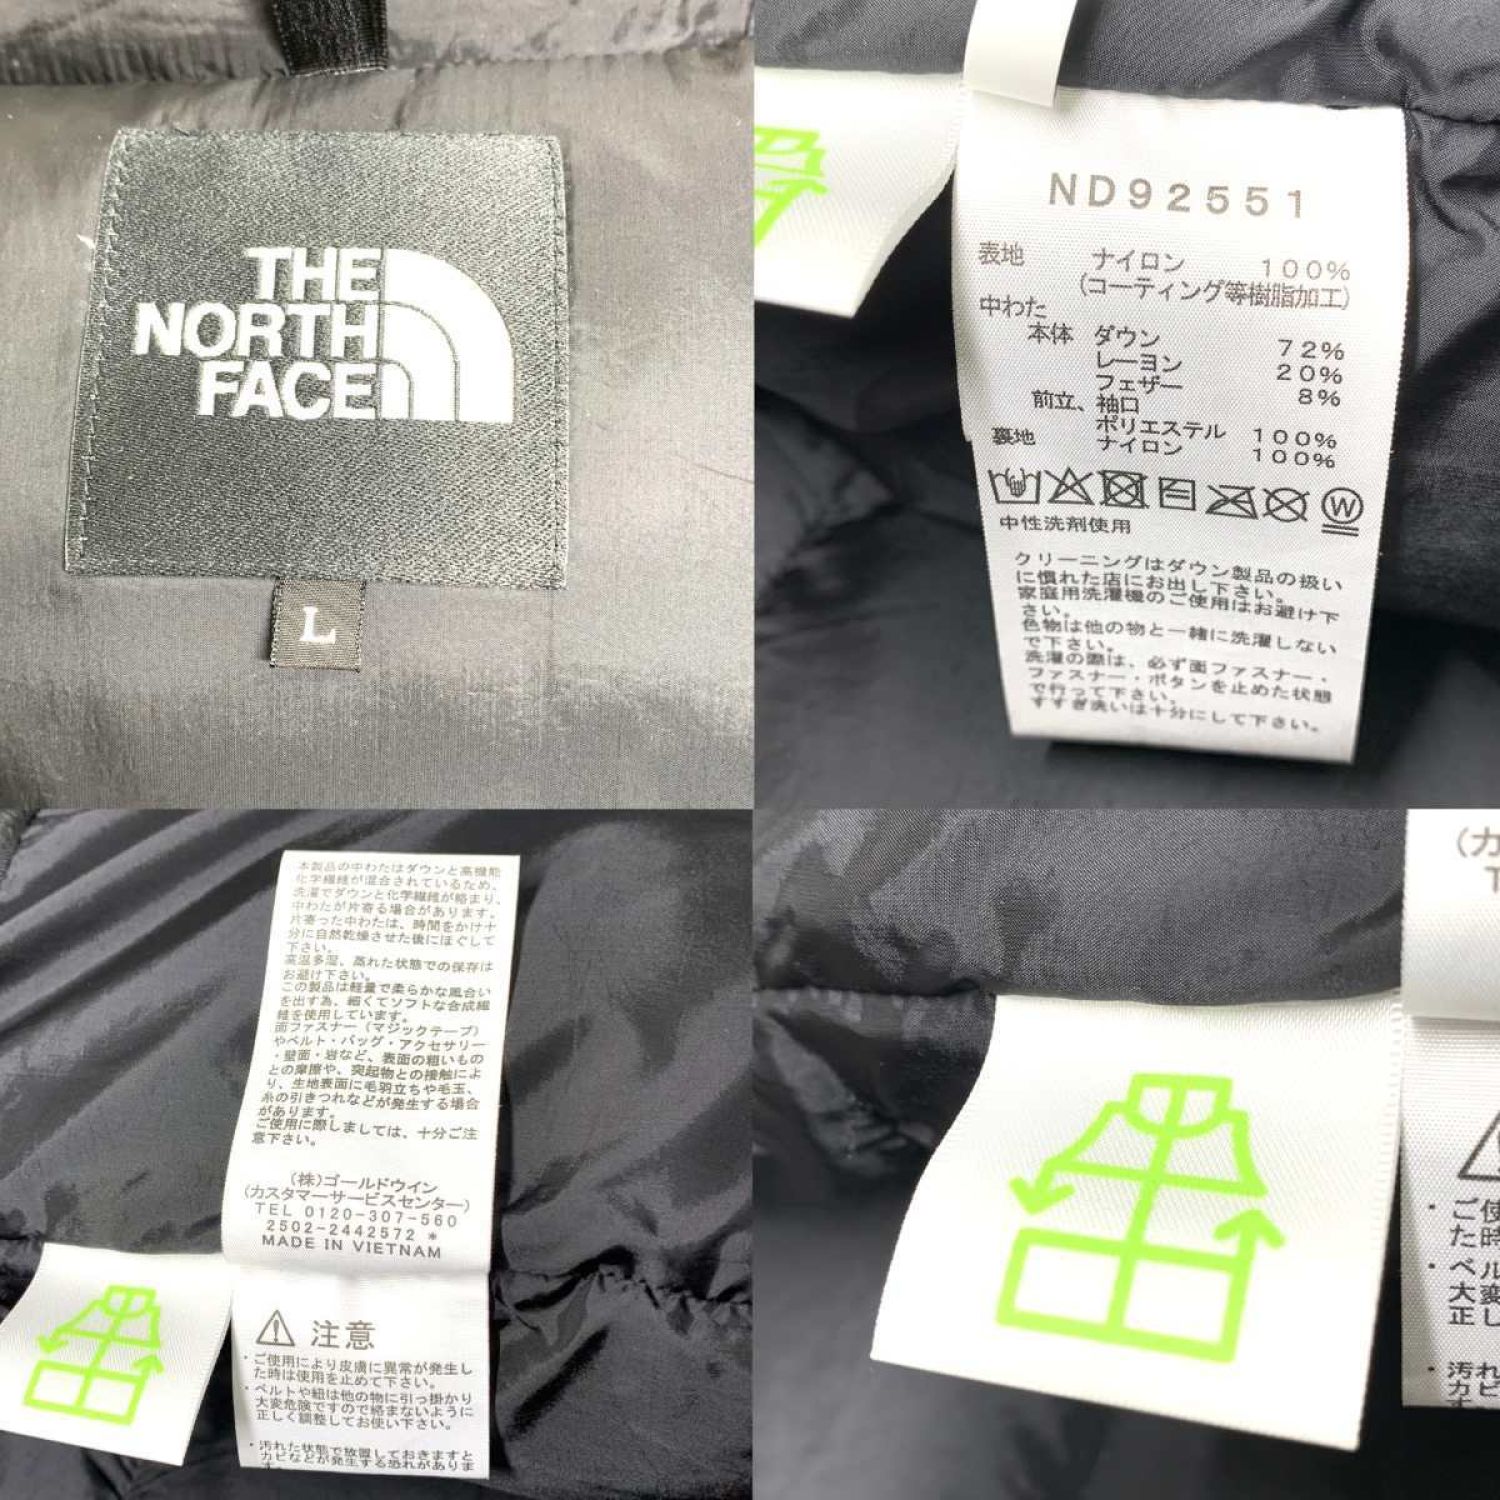 THE
NORTH
FACE
L
ND92551
表地 ナイロン 100%
(コーティング等樹脂加工)
中わた
本体 ダウン 72%
レーヨン 20%
フェザー 8%
前立、袖口
ポリエステル 100%
裏地 ナイロン 100%
W
中性洗剤使用
クリーニングはダウン製品の扱い
に慣れた店にお出し下さい。
家庭用洗濯機のご使用はお避け下
さい。
色物は他の物と一緒に洗濯しない
で下さい。
洗濯の際は、必ず面ファスナー・
ファスナー・ボタンを止めた状態
で行って下さい。
すすぎ洗いは十分にして下さい。
本製品の中わたはダウンと高機能
化学繊維が混合されているため、
洗濯でダウンと化学繊維が絡まり、
中わたが片寄る場合があります。
片寄った中わたは、時間をかけ十
分に自然乾燥させた後にほぐして
下さい。
高温多湿、蒸れた状態での保存は
お避け下さい。
この製品は軽量で柔らかな風合い
を出す為、細くてソフトな合成繊
維を使用しています。
面ファスナー(マジックテープ)
やベルト・バッグ・アクセサリー
・壁面・岩など、表面の粗いもの
との摩擦や、突起物との接触によ
り、生地表面に毛羽立ちや毛玉、
糸の引きつれなどが発生する場合
があります。
ご使用に際しましては、十分ご注
意下さい。
(株)ゴールドウイン
(カスタマーサービスセンター)
TEL 0120-307-560
2502-2442572 *
MADE IN VIETNAM
注意
・ご使用により皮膚に異常が発生し
た時は使用を止めて下さい。
・ベルトや紐は他の物に引っ掛かり
大変危険ですので絡まないように
正しく調整してお使い下さい。
・汚れた状態で放置しておきますと
カビなどが発生する恐れがありま
(カ
T
・ご使
た時
・ベル
大変
正し
・汚れ
カビ